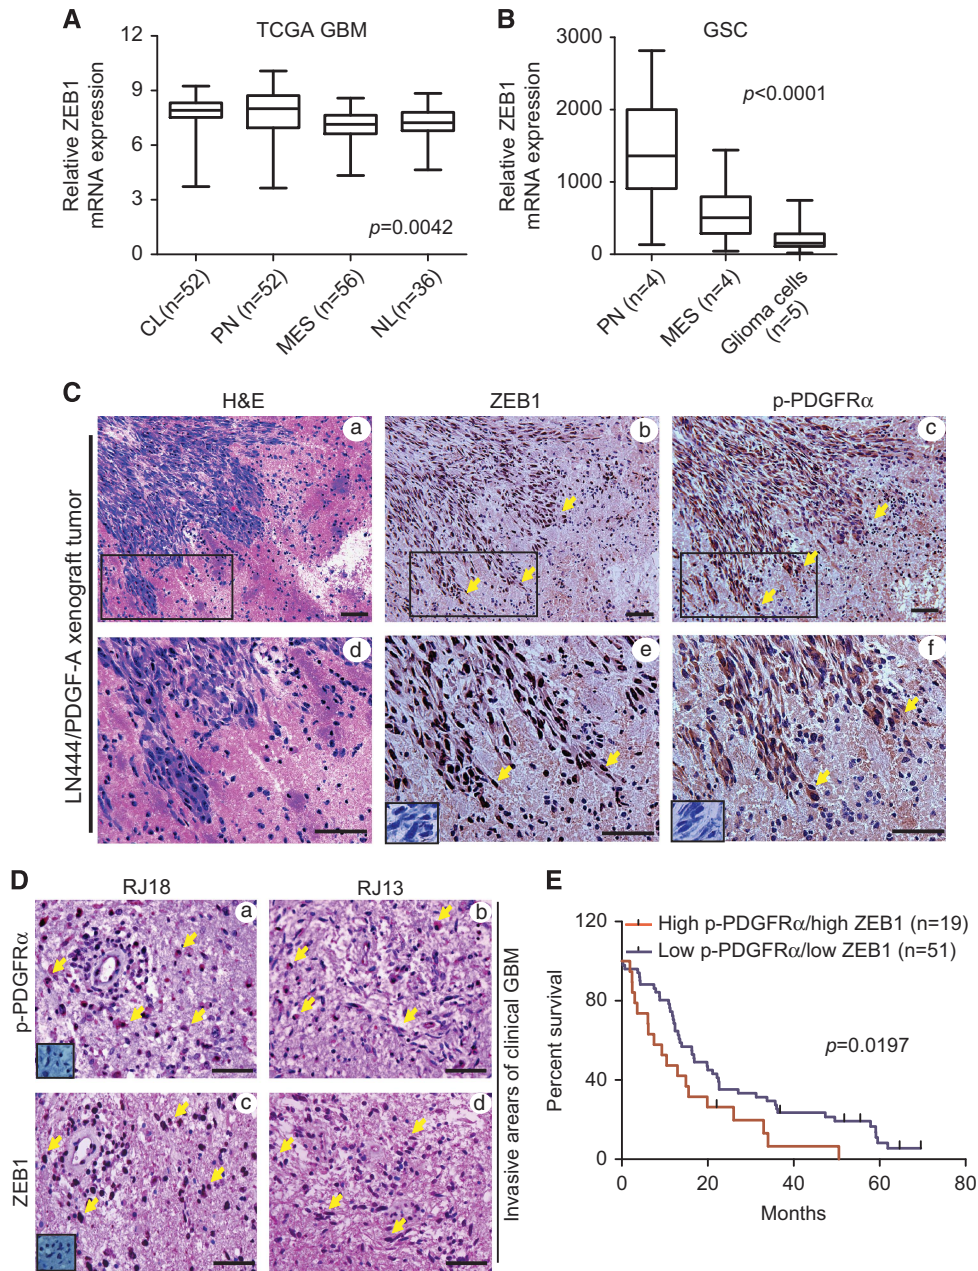 A
TCGA GBM
Relative ZEB1
mRNA expression
12
9
6
3
0
p=0.0042
CL(n=52)
PN (n=52)
MES (n=56)
NL(n=36)
B
GSC
Relative ZEB1
mRNA expression
3000
2000
1000
0
p<0.0001
PN (n=4)
MES (n=4)
Glioma cells
(n=5)
C
H&E
ZEB1
p-PDGFRα
LN444/PDGF-A xenograft tumor
a
b
c
d
e
f
D
RJ18
RJ13
p-PDGFRα
ZEB1
a
b
c
d
Invasive arears of clinical GBM
E
High p-PDGFRα/high ZEB1 (n=19)
Low p-PDGFRα/low ZEB1 (n=51)
p=0.0197
Percent survival
120
80
40
0
0
20
40
60
80
Months